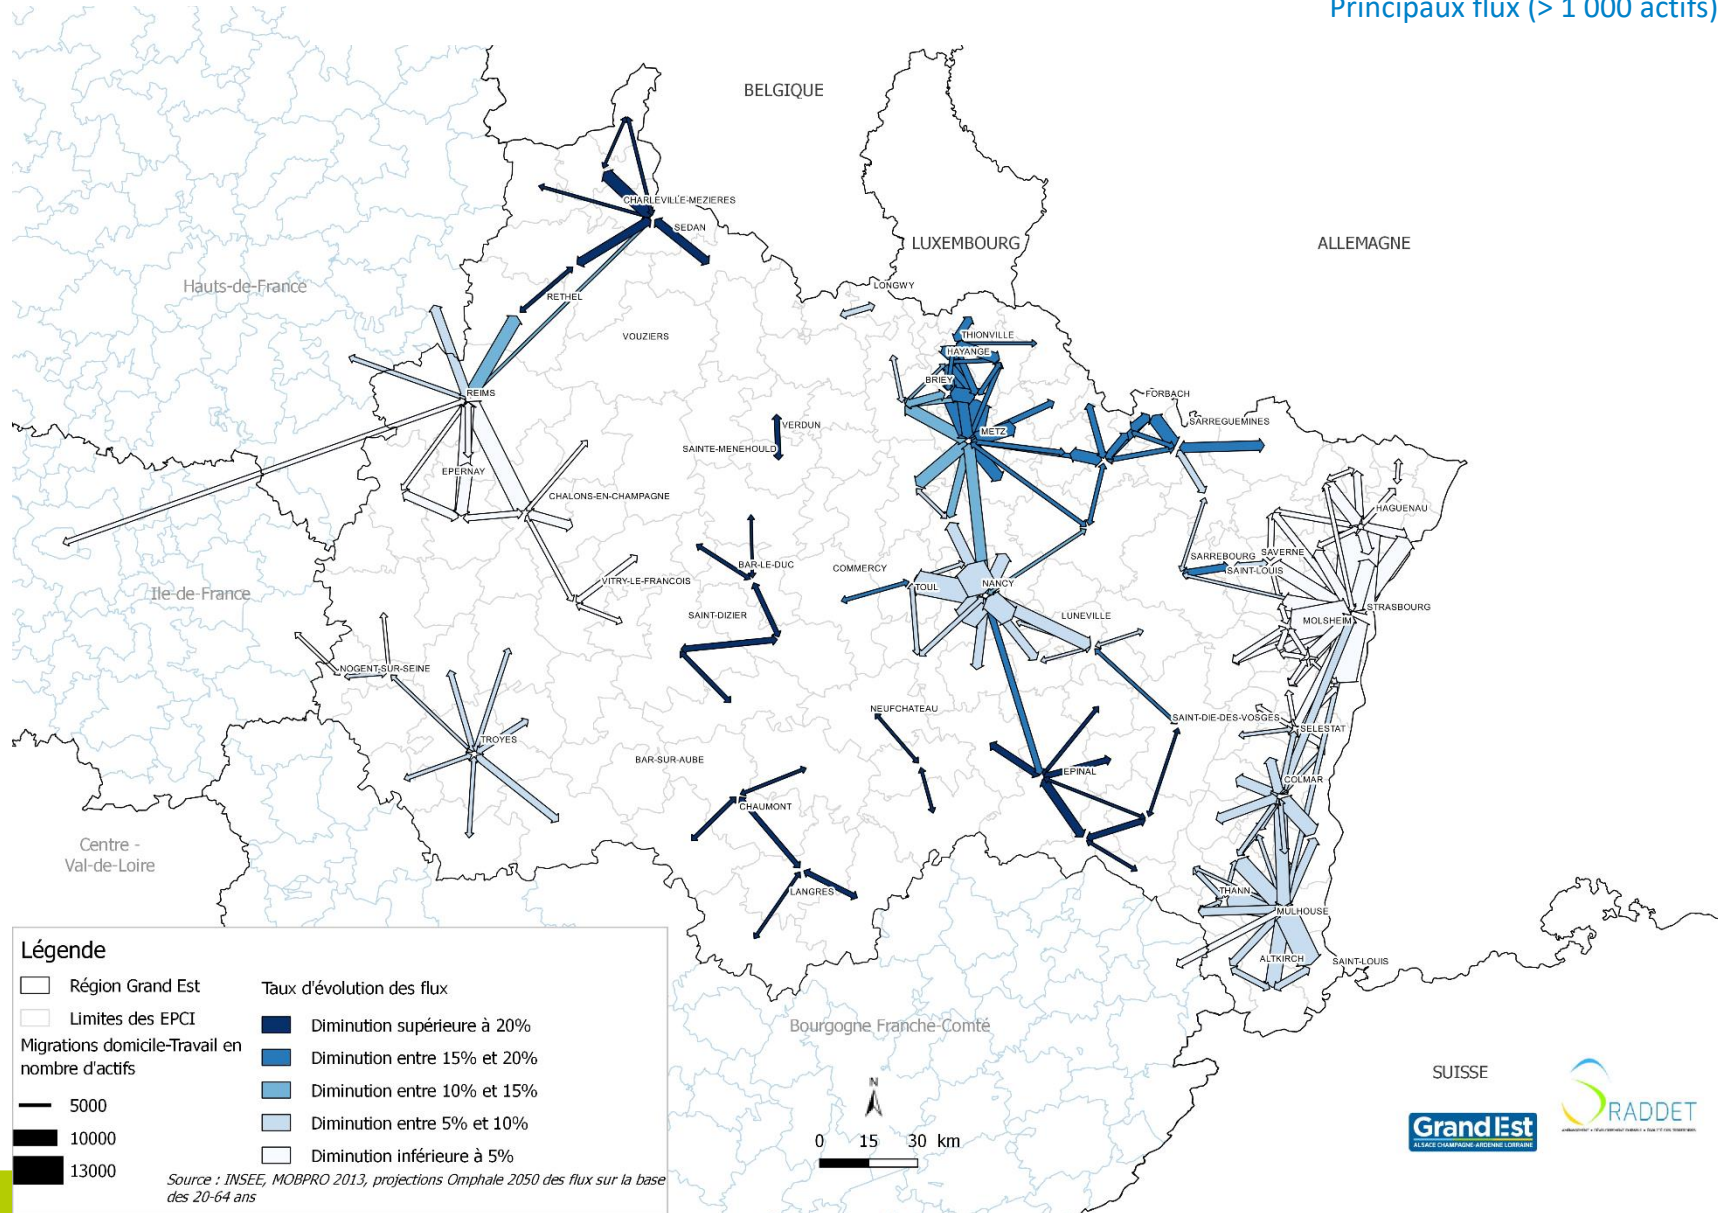 Principaux flux (> 1 000 actifs)
BELGIQUE
CHARLEVILLE-MEZIERES
SEDAN
LUXEMBOURG
ALLEMAGNE
Hauts-de-France
LONGWY
RETHEL
VOUZIERS
THIONVILLE
HAYANGE
BRIEY
REIMS
FORBACH
SARREGUEMINES
VERDUN
METZ
SAINTE-MENEHOULD
EPERNAY
CHALONS-EN-CHAMPAGNE
HAGUENAU
SARREBOURG
SAVERNE
BAR-LE-DUC
COMMERCY
SAINT-LOUIS
VITRY-LE-FRANCOIS
TOUL
NANCY
Ile-de-France
STRASBOURG
SAINT-DIZIER
LUNEVILLE
MOLSHEIM
NOGENT-SUR-SEINE
NEUFCHATEAU
SAINT-DIE-DES-VOSGES
SELESTAT
TROYES
BAR-SUR-AUBE
EPINAL
COLMAR
CHAUMONT
Centre -
Val-de-Loire
LANGRES
THANN
MULHOUSE
ALTKIRCH
SAINT-LOUIS
Légende
Région Grand Est
Limites des EPCI
Migrations domicile-Travail en
nombre d'actifs
5000
10000
13000
Taux d'évolution des flux
Diminution supérieure à 20%
Diminution entre 15% et 20%
Diminution entre 10% et 15%
Diminution entre 5% et 10%
Diminution inférieure à 5%
Source : INSEE, MOBPRO 2013, projections Omphale 2050 des flux sur la base
des 20-64 ans
Bourgogne Franche-Comté
N
0 15 30 km
SUISSE
GrandEst
ALSACE CHAMPAGNE-ARDENNE LORRAINE
SRADDET